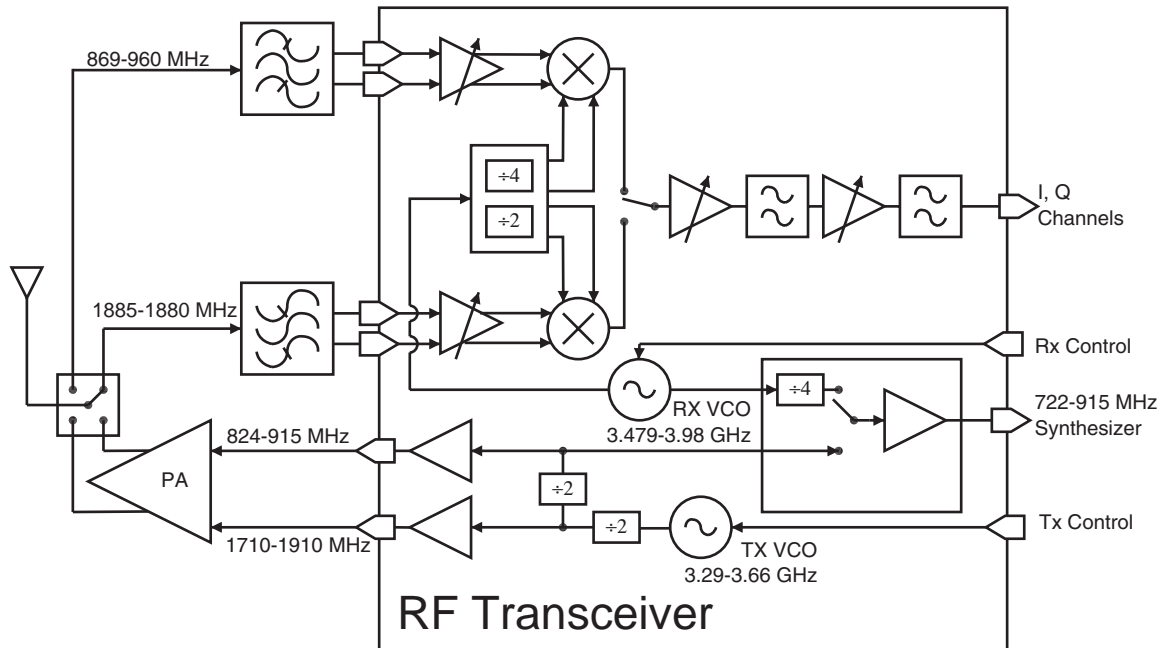 869-960 MHz
÷4
÷2
I, Q
Channels
1885-1880 MHz
Rx Control
÷4
RX VCO
3.479-3.98 GHz
722-915 MHz
Synthesizer
824-915 MHz
PA
÷2
÷2
Tx Control
1710-1910 MHz
TX VCO
3.29-3.66 GHz
RF Transceiver